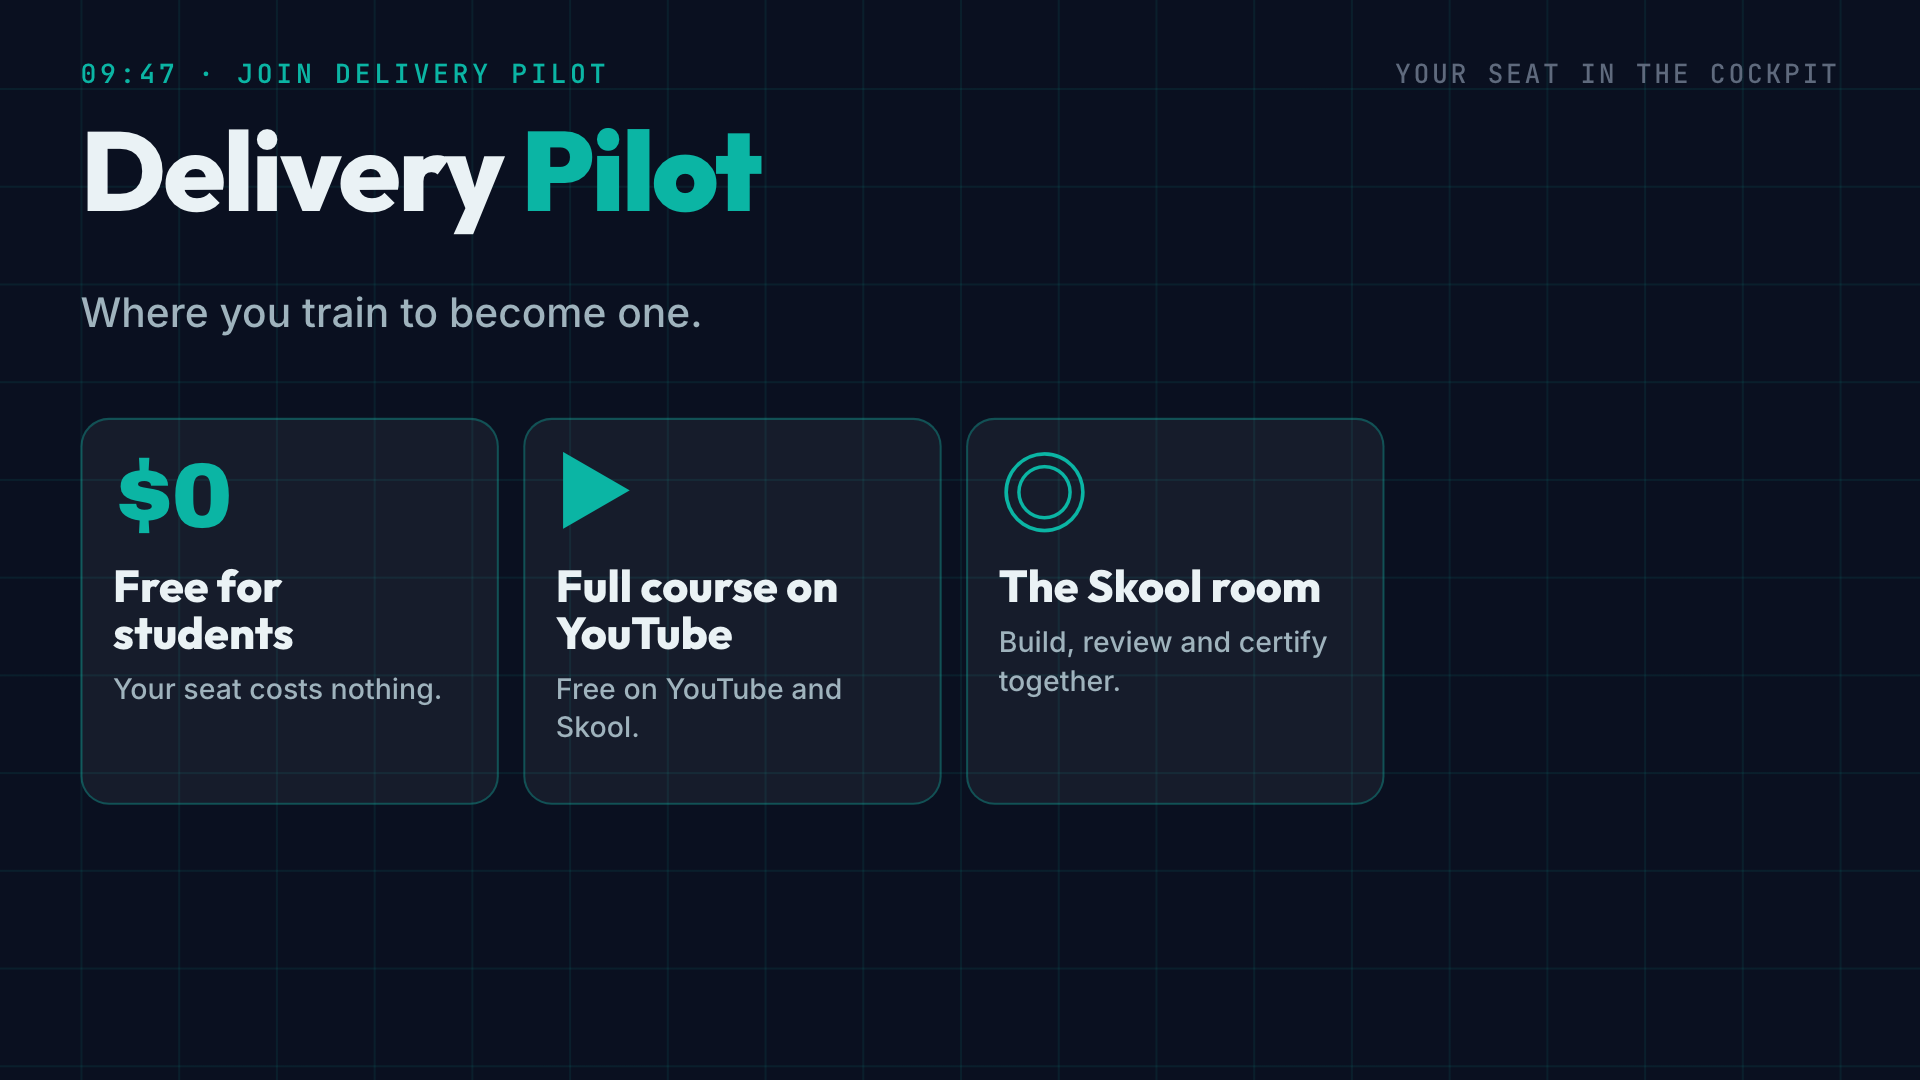 09:47 · JOIN DELIVERY PILOT
YOUR SEAT IN THE COCKPIT
Delivery Pilot
Where you train to become one.
$0
Free for
students
Your seat costs nothing.
Full course on
YouTube
Free on YouTube and
Skool.
The Skool room
Build, review and certify
together.